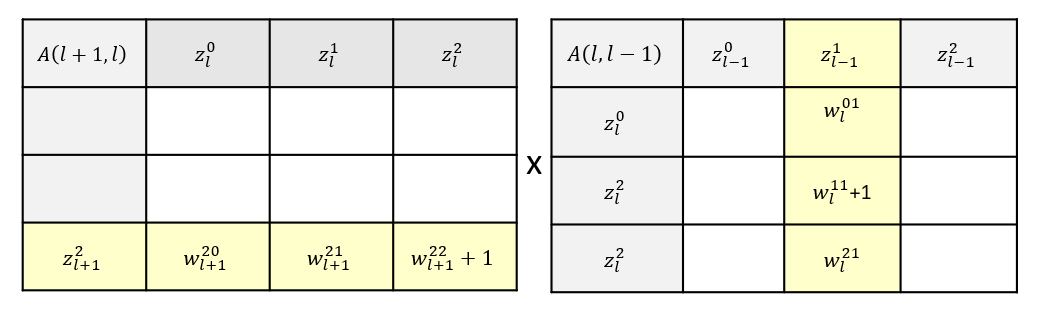 A(l + 1, l) z_l^0 z_l^1 z_l^2
z_{l+1}^2 w_{l+1}^{20} w_{l+1}^{21} w_{l+1}^{22} + 1
X
A(l, l − 1) z_{l−1}^0 z_{l−1}^1 z_{l−1}^2
z_l^0 w_l^{01}
z_l^2 w_l^{11}+1
z_l^2 w_l^{21}